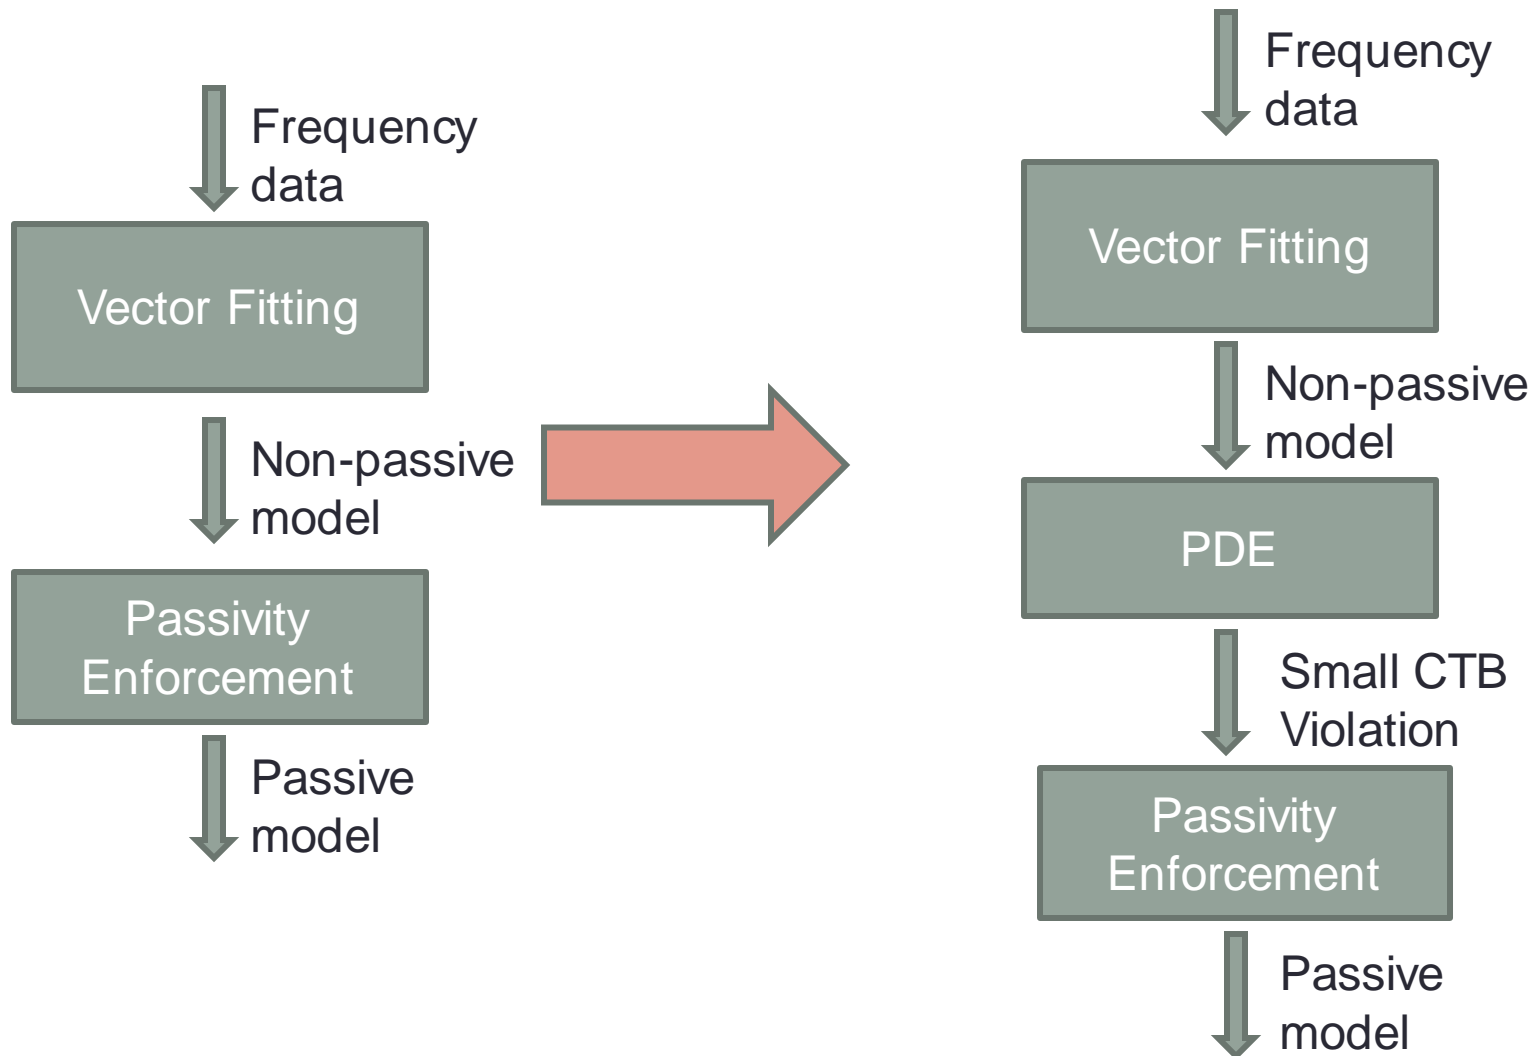 Frequency
data
Vector Fitting
Non-passive
model
Passivity
Enforcement
Passive
model
Frequency
data
Vector Fitting
Non-passive
model
PDE
Small CTB
Violation
Passivity
Enforcement
Passive
model